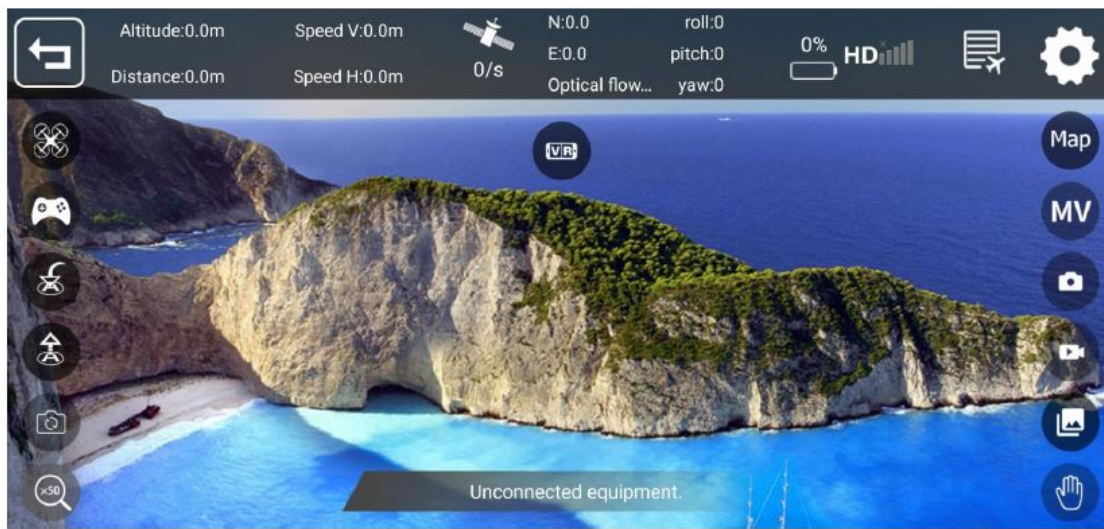 Altitude:0.0m
Speed V:0.0m
N:0.0
roll:0
Distance:0.0m
Speed H:0.0m
0/s
E:0.0
pitch:0
Optical flow...
yaw:0
0%
HD
VR
Map
MV
×50
Unconnected equipment.